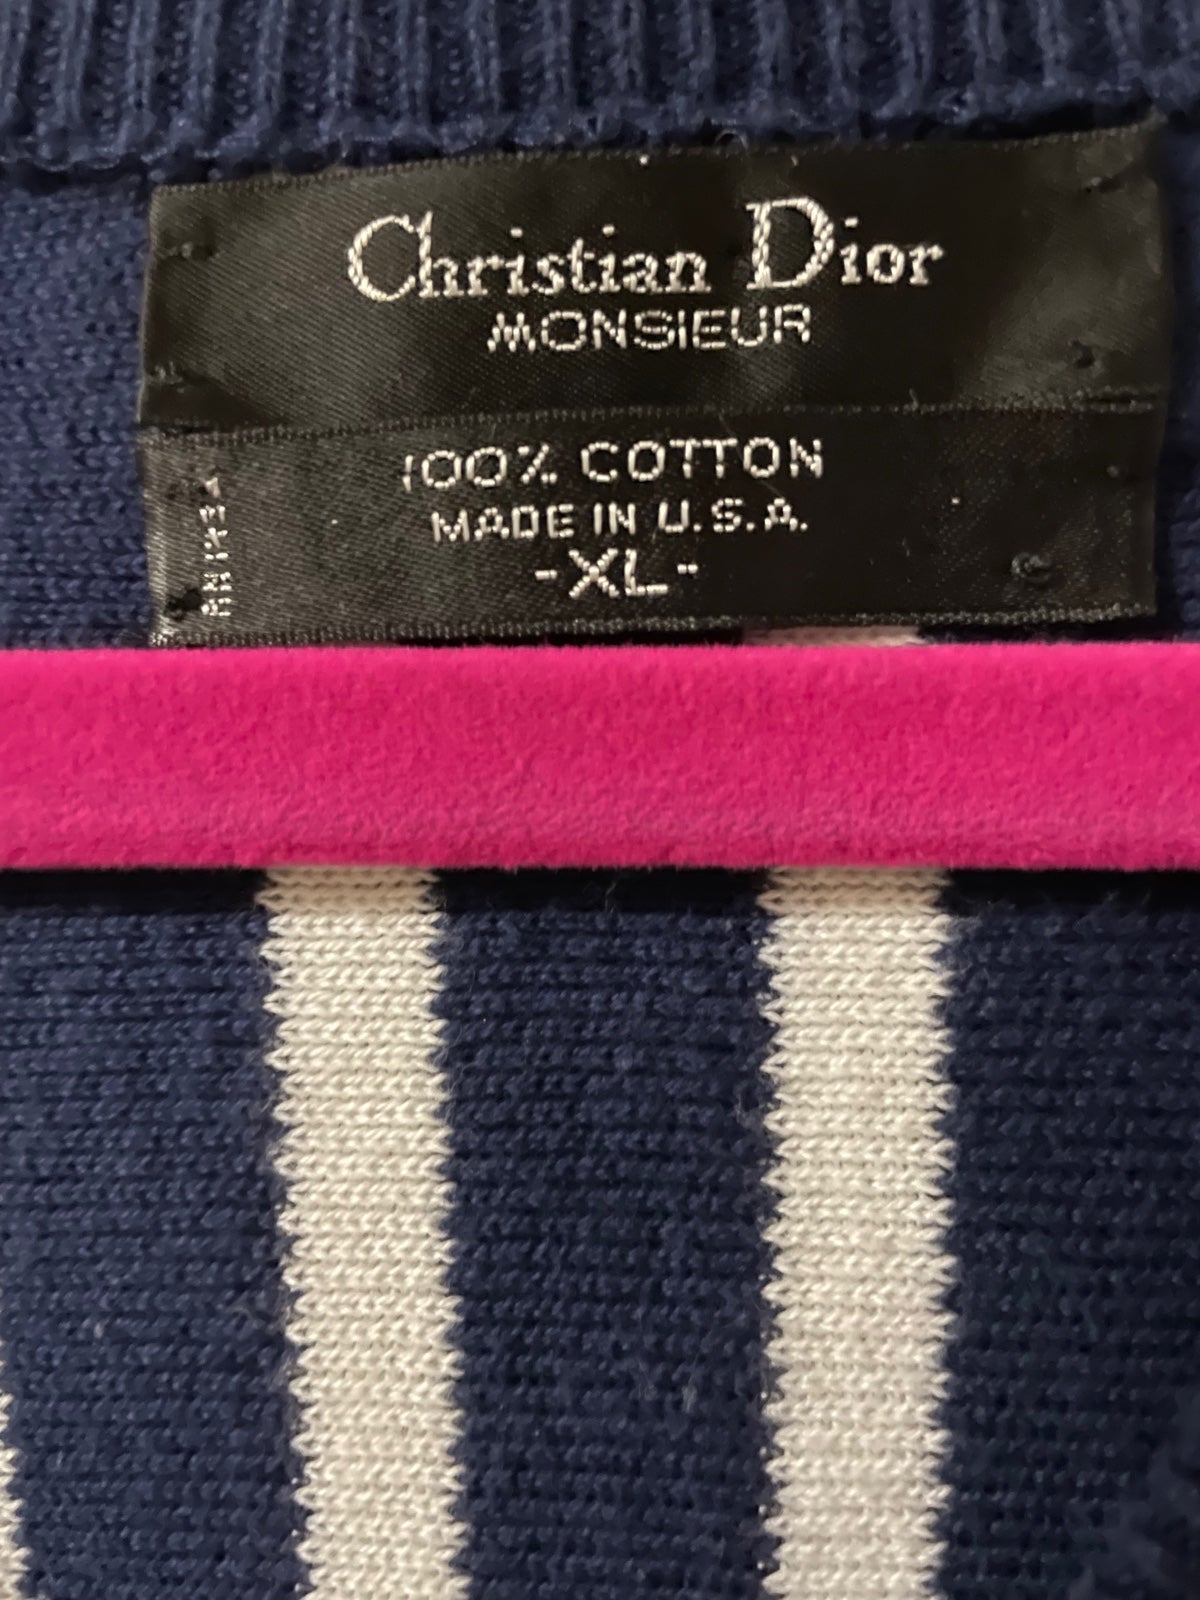 Christian Dior
MONSIEUR
100% COTTON
MADE IN U.S.A.
-XL-